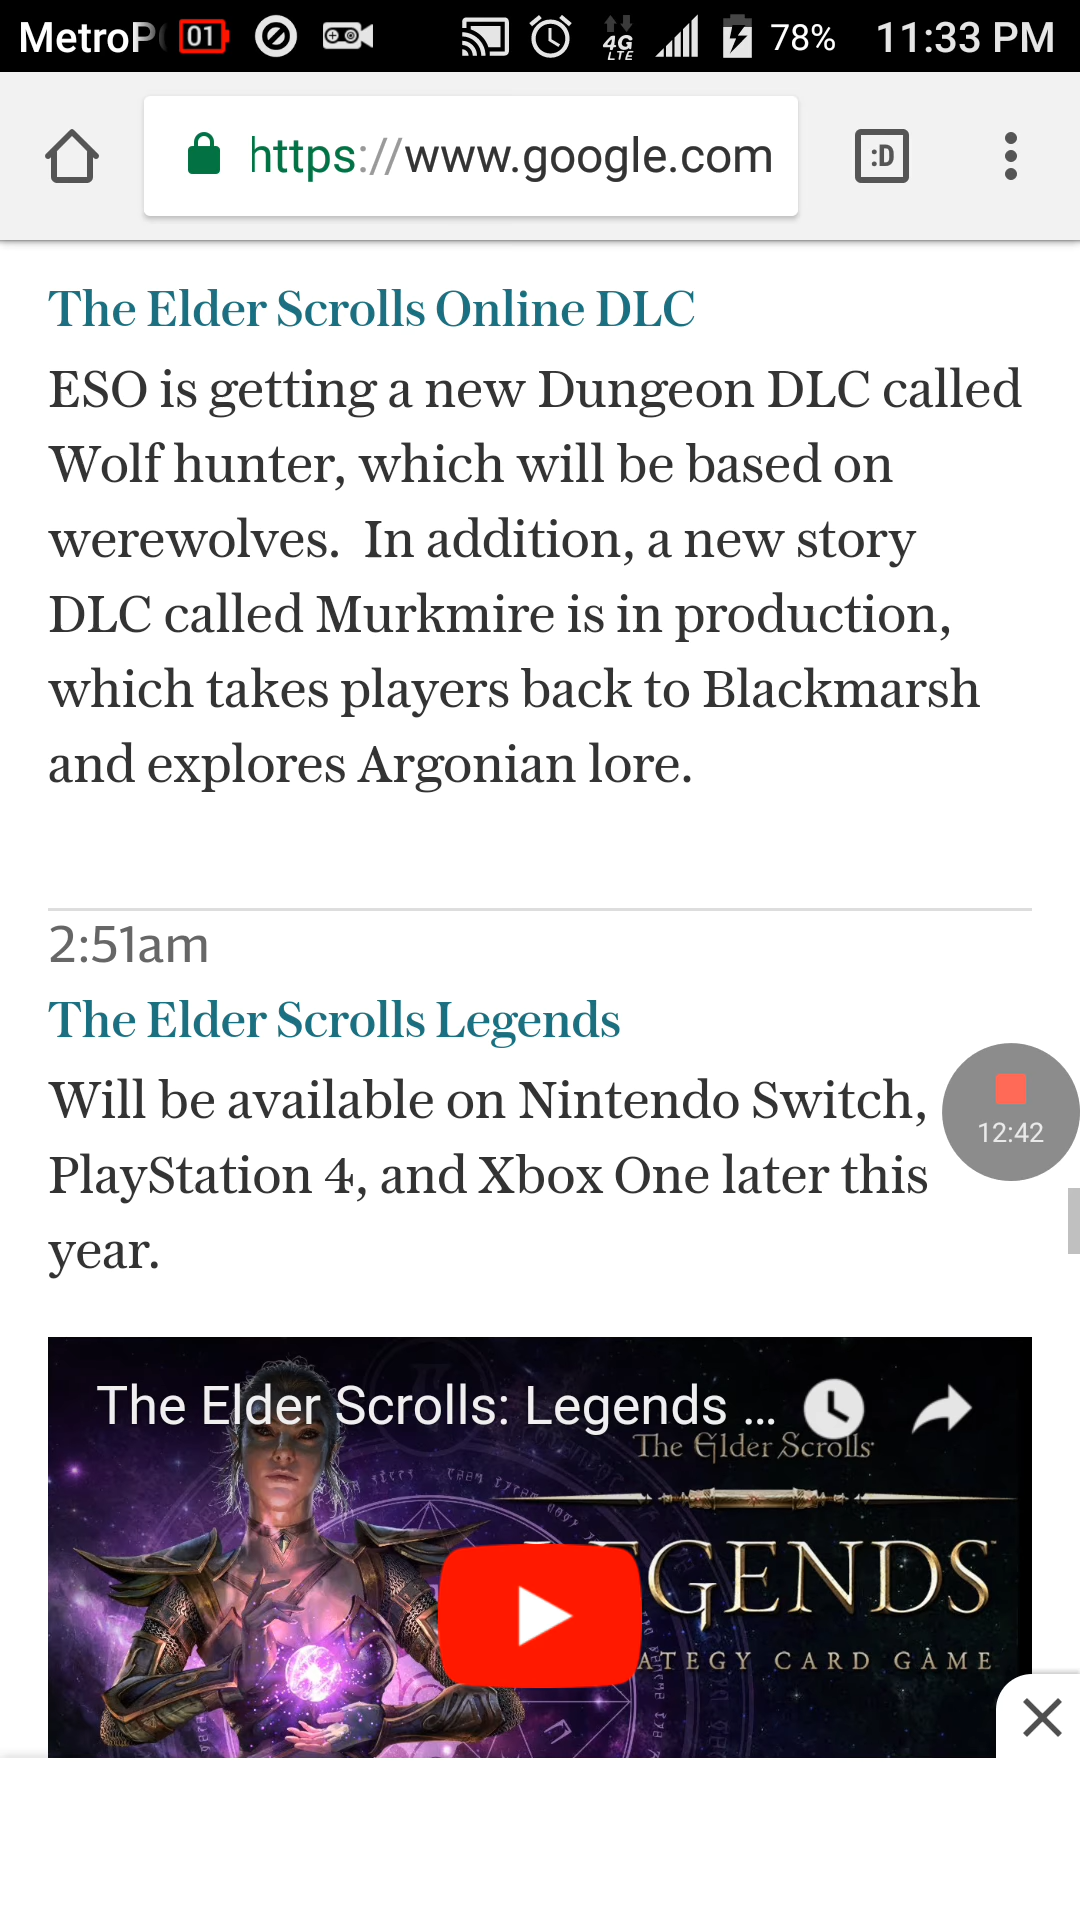 MetroP 01 4G LTE 78% 11:33 PM
https://www.google.com :D
The Elder Scrolls Online DLC
ESO is getting a new Dungeon DLC called
Wolf hunter, which will be based on
werewolves.  In addition, a new story
DLC called Murkmire is in production,
which takes players back to Blackmarsh
and explores Argonian lore.
2:51am
The Elder Scrolls Legends
Will be available on Nintendo Switch,
12:42
PlayStation 4, and Xbox One later this
year.
The Elder Scrolls: Legends ...
The Elder Scrolls
EGENDS
ATEGY CARD GAME